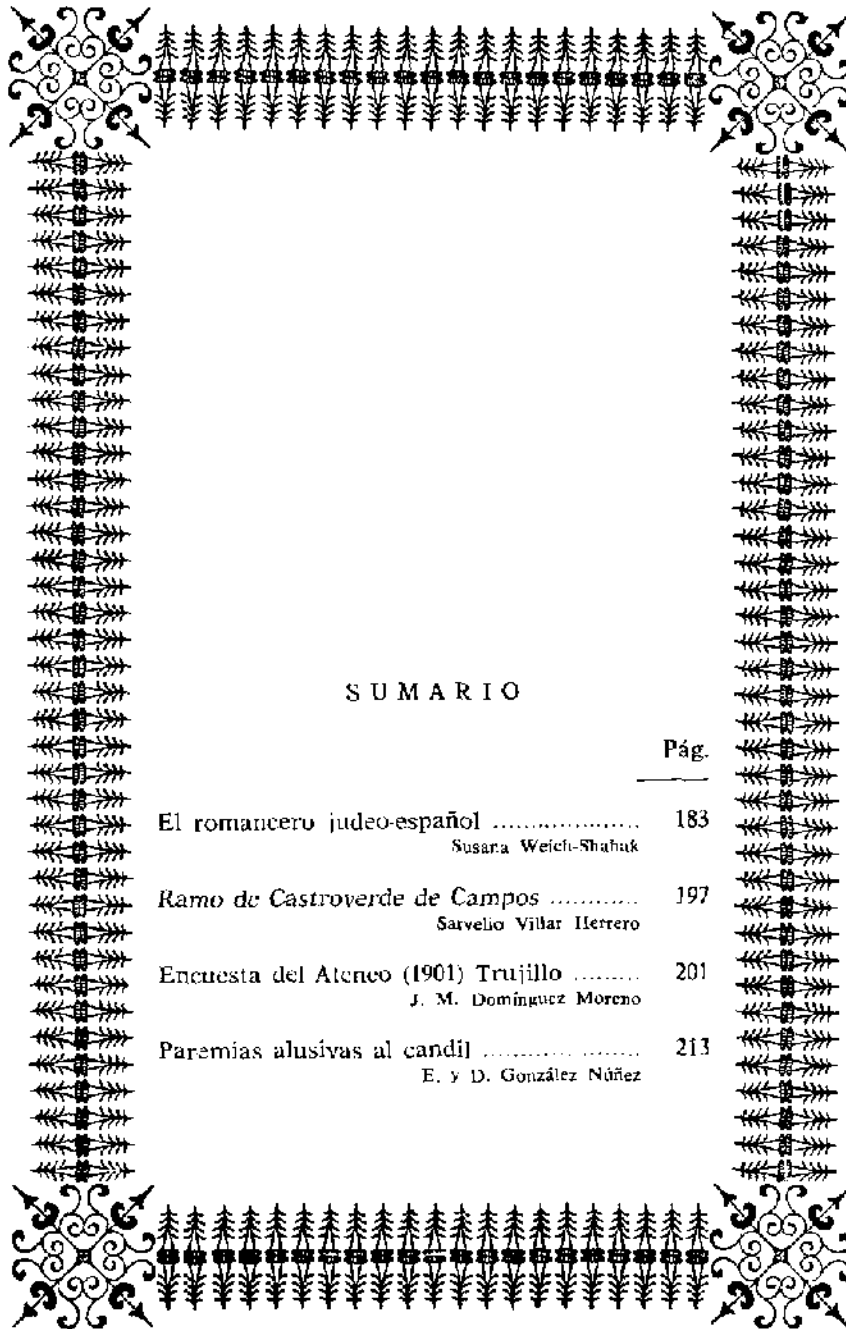 SUMARIO
Pág.
El romancero judeo-español .................... 183
Susana Weich-Shahak
Ramo de Castroverde de Campos ............ 197
Sarvelio Villar Herrero
Encuesta del Ateneo (1901) Trujillo ......... 201
J. M. Domínguez Moreno
Paremias alusivas al candil .................... 213
E. y D. González Núñez